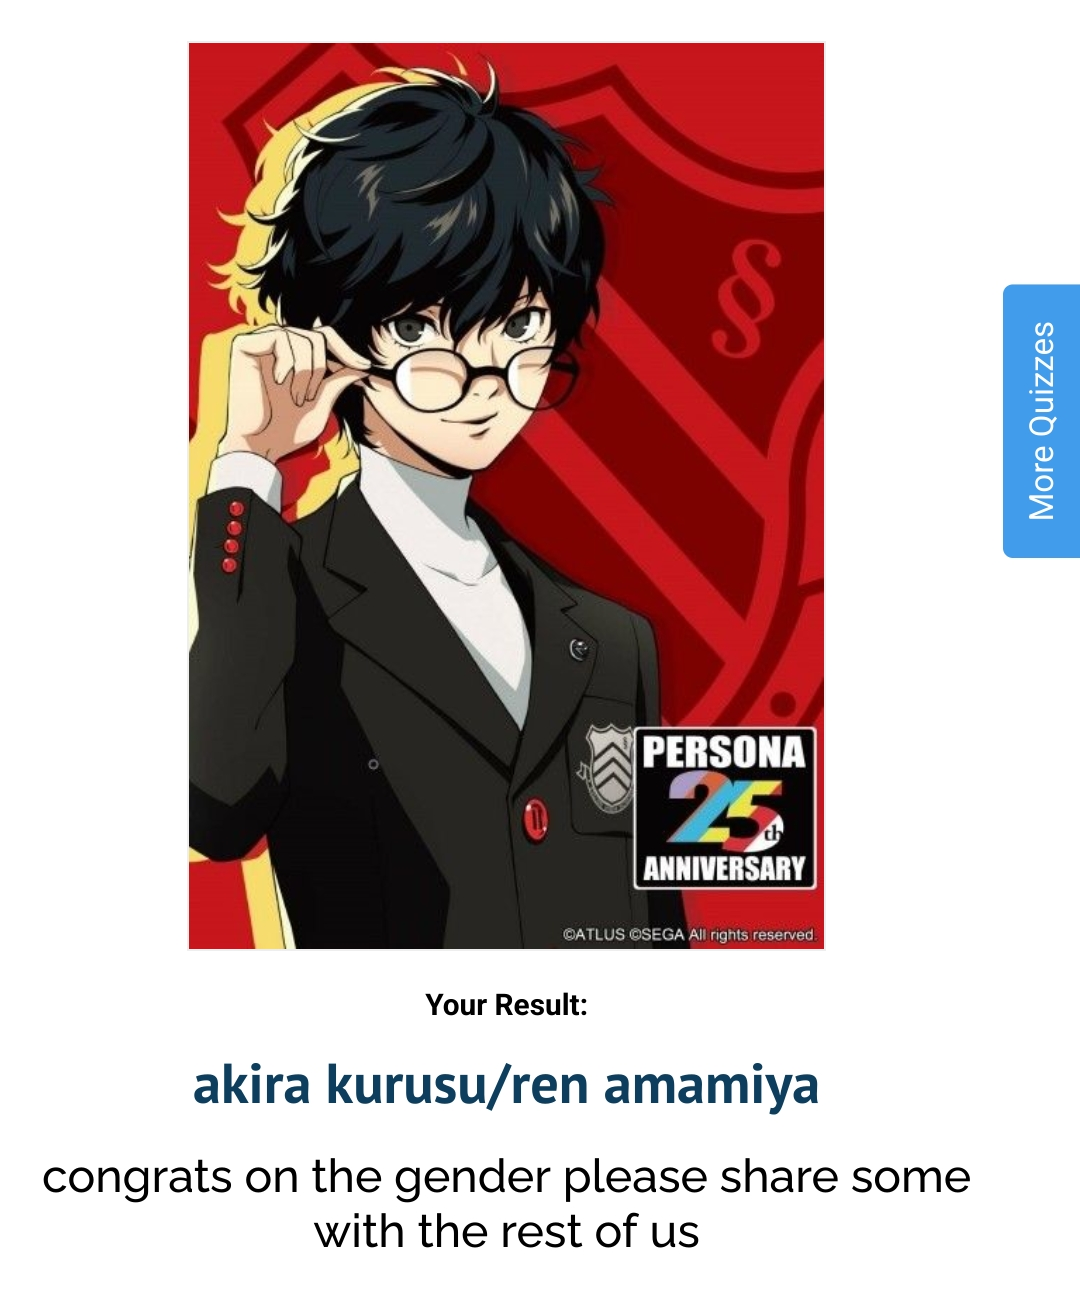 §
More Quizzes
PERSONA
25th
ANNIVERSARY
©ATLUS ©SEGA All rights reserved.
Your Result:
akira kurusu/ren amamiya
congrats on the gender please share some
with the rest of us